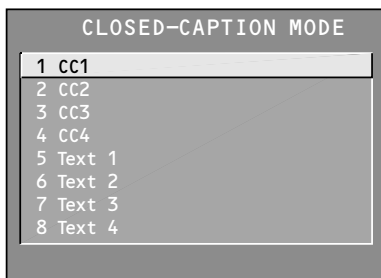 CLOSED-CAPTION MODE
1 CC1
2 CC2
3 CC3
4 CC4
5 Text 1
6 Text 2
7 Text 3
8 Text 4